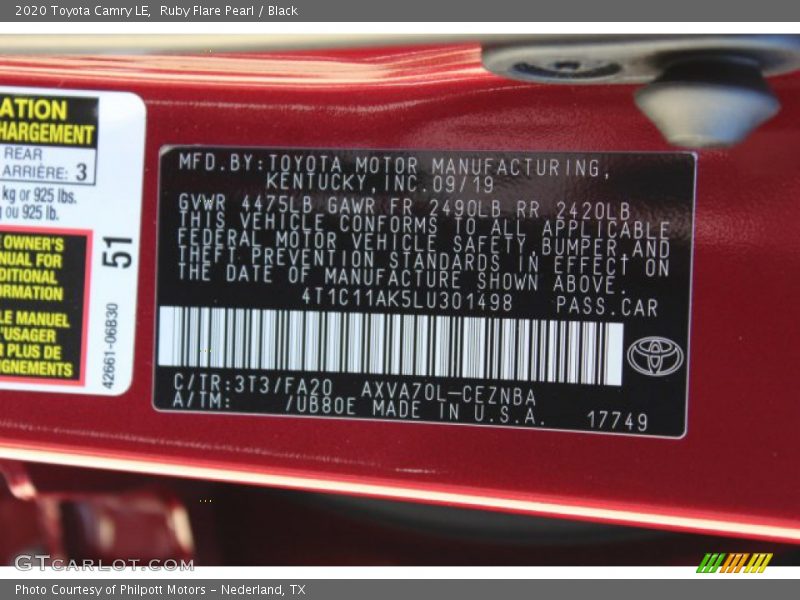 2020 Toyota Camry LE, Ruby Flare Pearl / Black
ATION
HARGEMENT
REAR
ARRIÈRE: 3
kg or 925 lbs.
ou 925 lb.
OWNER'S
NUAL FOR
DITIONAL
ORMATION
LE MANUEL
'USAGER
PLUS DE
IGNEMENTS
51
42661-06B30
MFD.BY:TOYOTA MOTOR MANUFACTURING,
KENTUCKY,INC.09/19
GVWR 4475LB GAWR FR 2490LB RR 2420LB
THIS VEHICLE CONFORMS TO ALL APPLICABLE
FEDERAL MOTOR VEHICLE SAFETY,BUMPER AND
THEFT PREVENTION STANDARDS IN EFFECT ON
THE DATE OF MANUFACTURE SHOWN ABOVE.
4T1C11AK5LU301498 PASS.CAR
C/TR:3T3/FA20 AXVA70L-CEZNBA
A/TM: /UB80E MADE IN U.S.A.
17749
GTCARLOT.COM
Photo Courtesy of Philpott Motors - Nederland, TX